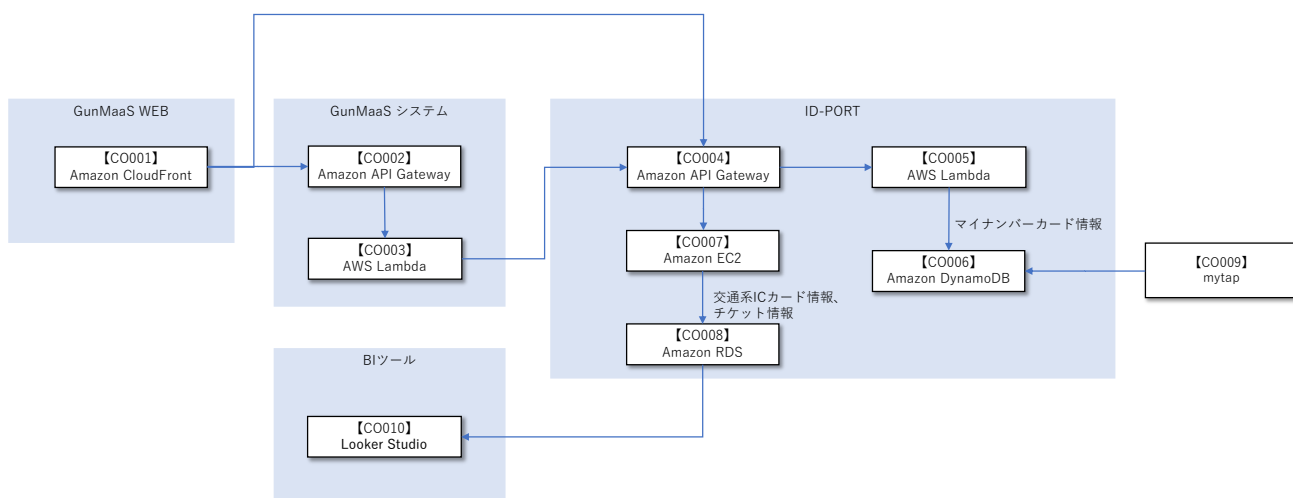 GunMaaS WEB
【CO001】
Amazon CloudFront
GunMaaS システム
【CO002】
Amazon API Gateway
【CO003】
AWS Lambda
ID-PORT
【CO004】
Amazon API Gateway
【CO005】
AWS Lambda
マイナンバーカード情報
【CO007】
Amazon EC2
【CO006】
Amazon DynamoDB
【CO009】
mytap
交通系ICカード情報、
チケット情報
【CO008】
Amazon RDS
BIツール
【CO010】
Looker Studio